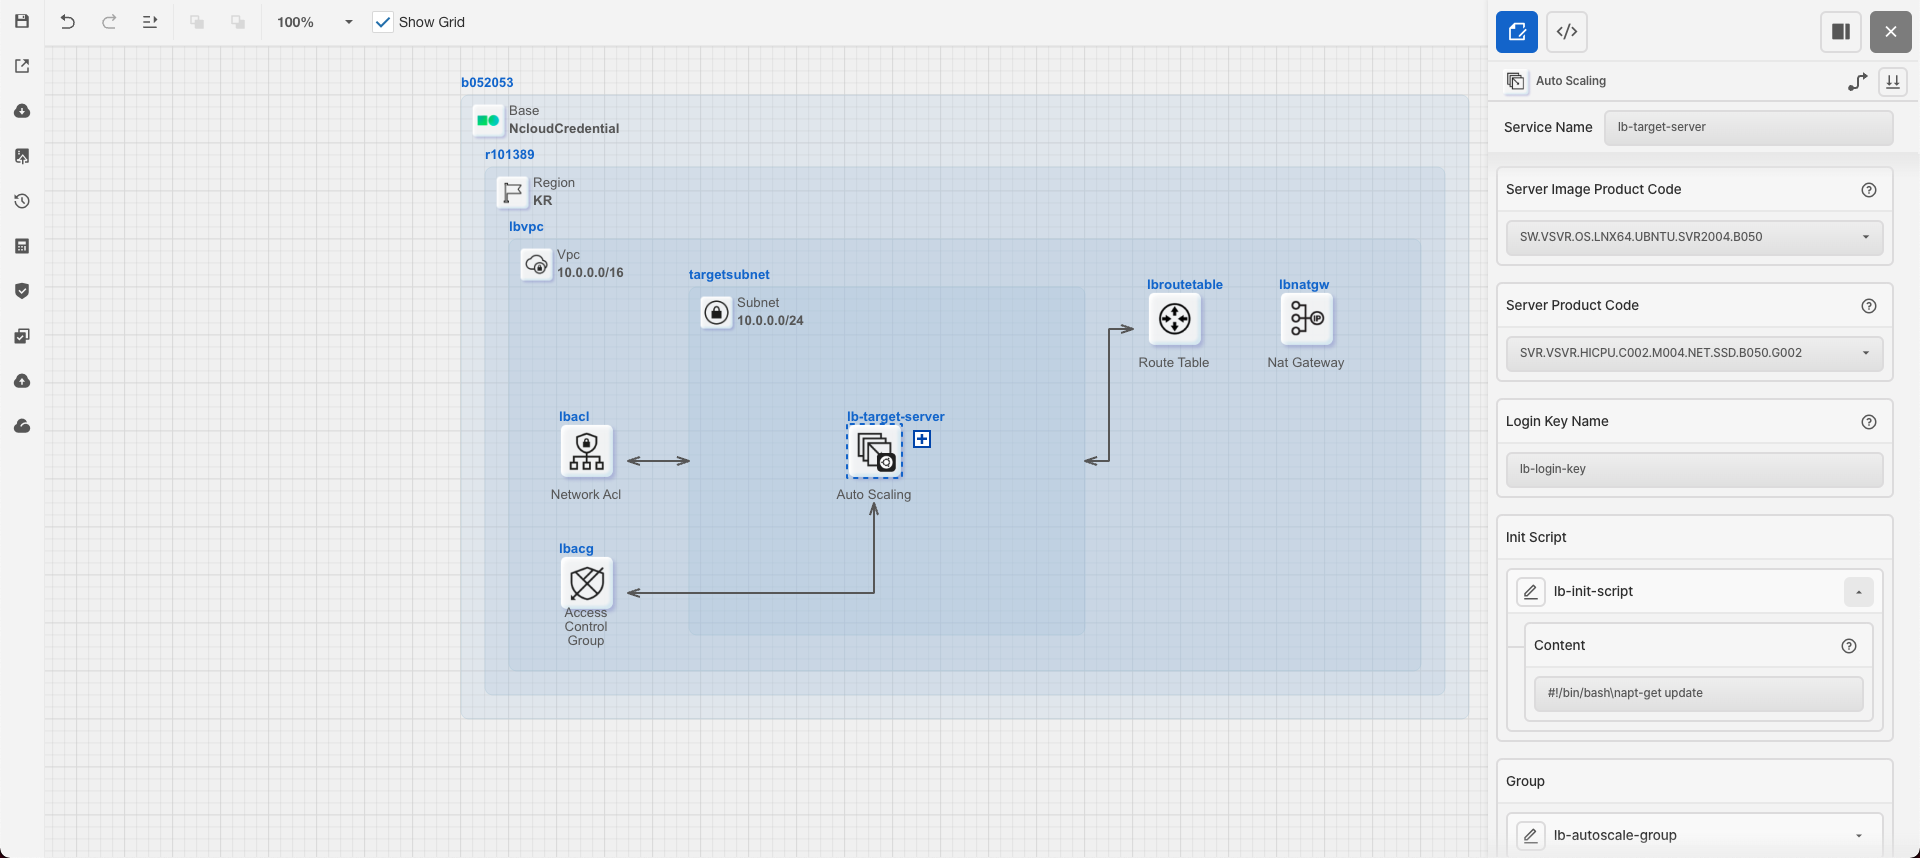 100%
Show Grid
b052053
Base
NcloudCredential
r101389
Region
KR
lbvpc
Vpc
10.0.0.0/16
targetsubnet
Subnet
10.0.0.0/24
lbroutetable
Route Table
lbnatgw
IP
Nat Gateway
lbacl
Network Acl
lb-target-server
Auto Scaling
lbacg
Access
Control
Group
</>
Auto Scaling
Service Name
lb-target-server
Server Image Product Code
?
SW.VSVR.OS.LNX64.UBNTU.SVR2004.B050
Server Product Code
?
SVR.VSVR.HICPU.C002.M004.NET.SSD.B050.G002
Login Key Name
?
lb-login-key
Init Script
lb-init-script
Content
?
#!/bin/bash\napt-get update
Group
lb-autoscale-group